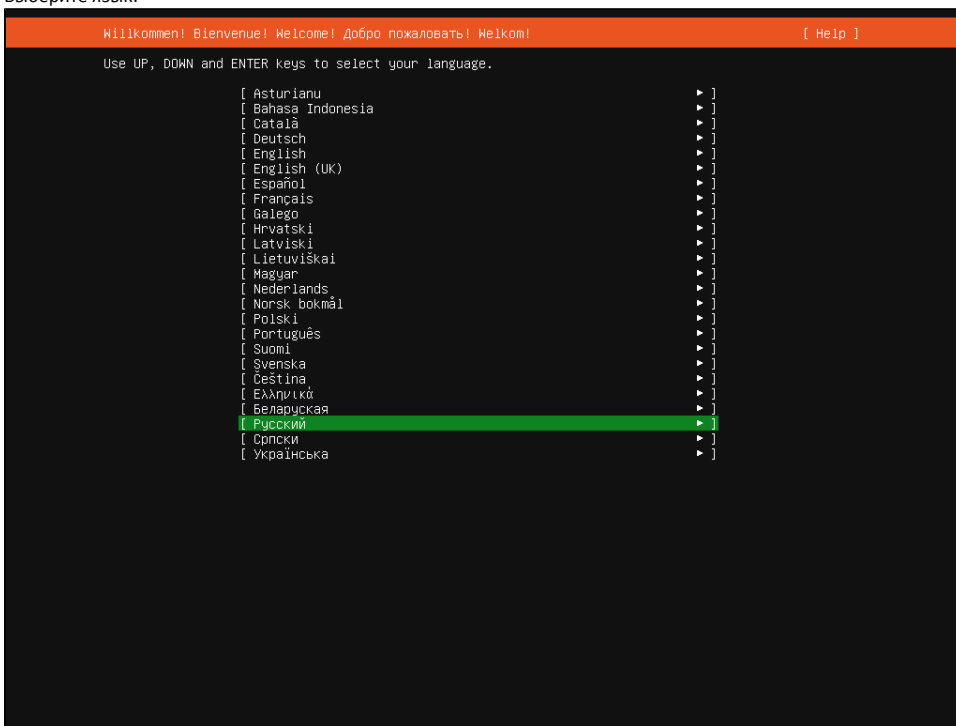 Выберите язык.
Willkommen! Bienvenue! Welcome! Добро пожаловать! Welkom! [ Help ]
Use UP, DOWN and ENTER keys to select your language.
[ Asturianu ▸ ]
[ Bahasa Indonesia ▸ ]
[ Català ▸ ]
[ Deutsch ▸ ]
[ English ▸ ]
[ English (UK) ▸ ]
[ Español ▸ ]
[ Français ▸ ]
[ Galego ▸ ]
[ Hrvatski ▸ ]
[ Latviski ▸ ]
[ Lietuviškai ▸ ]
[ Magyar ▸ ]
[ Nederlands ▸ ]
[ Norsk bokmål ▸ ]
[ Polski ▸ ]
[ Português ▸ ]
[ Suomi ▸ ]
[ Svenska ▸ ]
[ Čeština ▸ ]
[ Ελληνικά ▸ ]
[ Беларуская ▸ ]
[ Русский ▸ ]
[ Српски ▸ ]
[ Українська ▸ ]